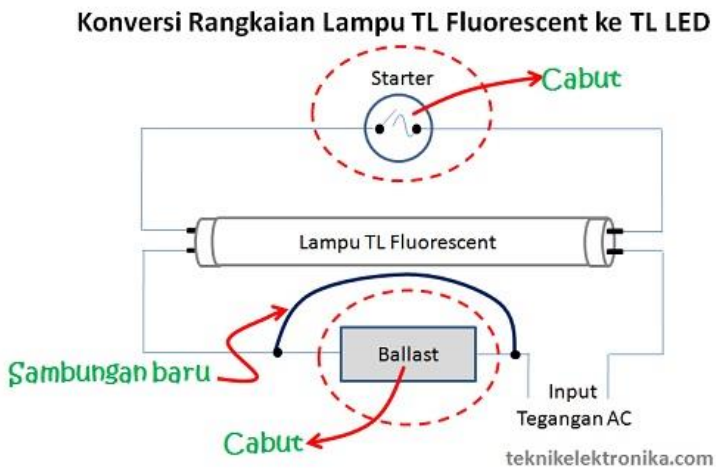 Konversi Rangkaian Lampu TL Fluorescent ke TL LED
Starter
Cabut
Lampu TL Fluorescent
Ballast
Sambungan baru
Input
Tegangan AC
Cabut
teknikelektronika.com